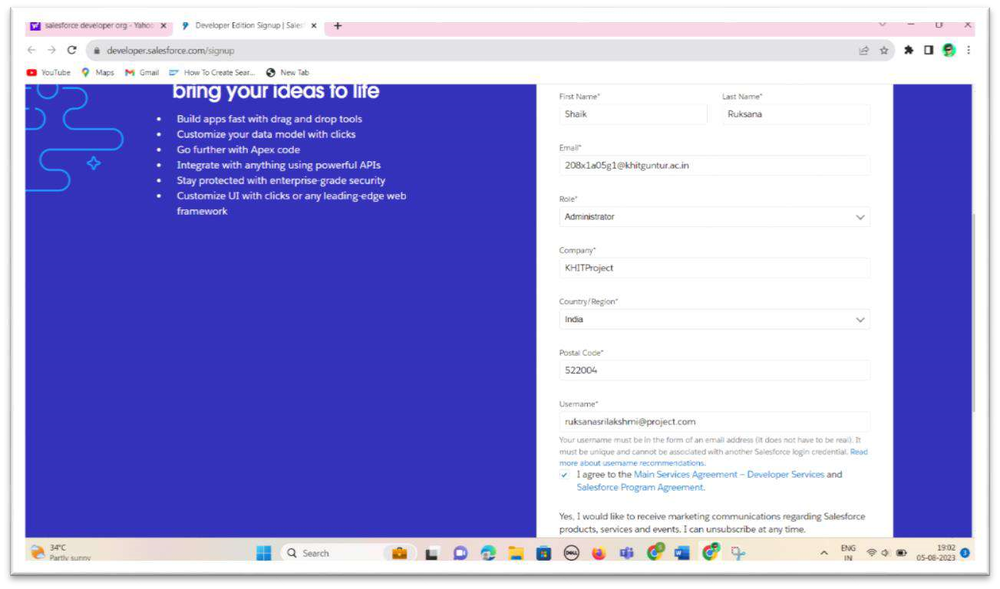 salesforce developer org - Yahoo
Developer Edition Signup | Sales
developer.salesforce.com/signup
YouTube Maps Gmail How To Create Sear... New Tab
bring your ideas to life
• Build apps fast with drag and drop tools
• Customize your data model with clicks
• Go further with Apex code
• Integrate with anything using powerful APIs
• Stay protected with enterprise-grade security
• Customize UI with clicks or any leading-edge web
framework
First Name* Last Name*
Shaik Ruksana
Email*
208x1a05g1@khitguntur.ac.in
Role*
Administrator
Company*
KHITProject
Country/Region*
India
Postal Code*
522004
Username*
ruksanasrilakshmi@project.com
Your username must be in the form of an email address (it does not have to be real). It
must be unique and cannot be associated with another Salesforce login credential. Read
more about username recommendations.
I agree to the Main Services Agreement – Developer Services and
Salesforce Program Agreement.
Yes, I would like to receive marketing communications regarding Salesforce
products, services and events. I can unsubscribe at any time.
34°C
Partly sunny
Search
DELL
ENG
IN
19:02
05-08-2023
3